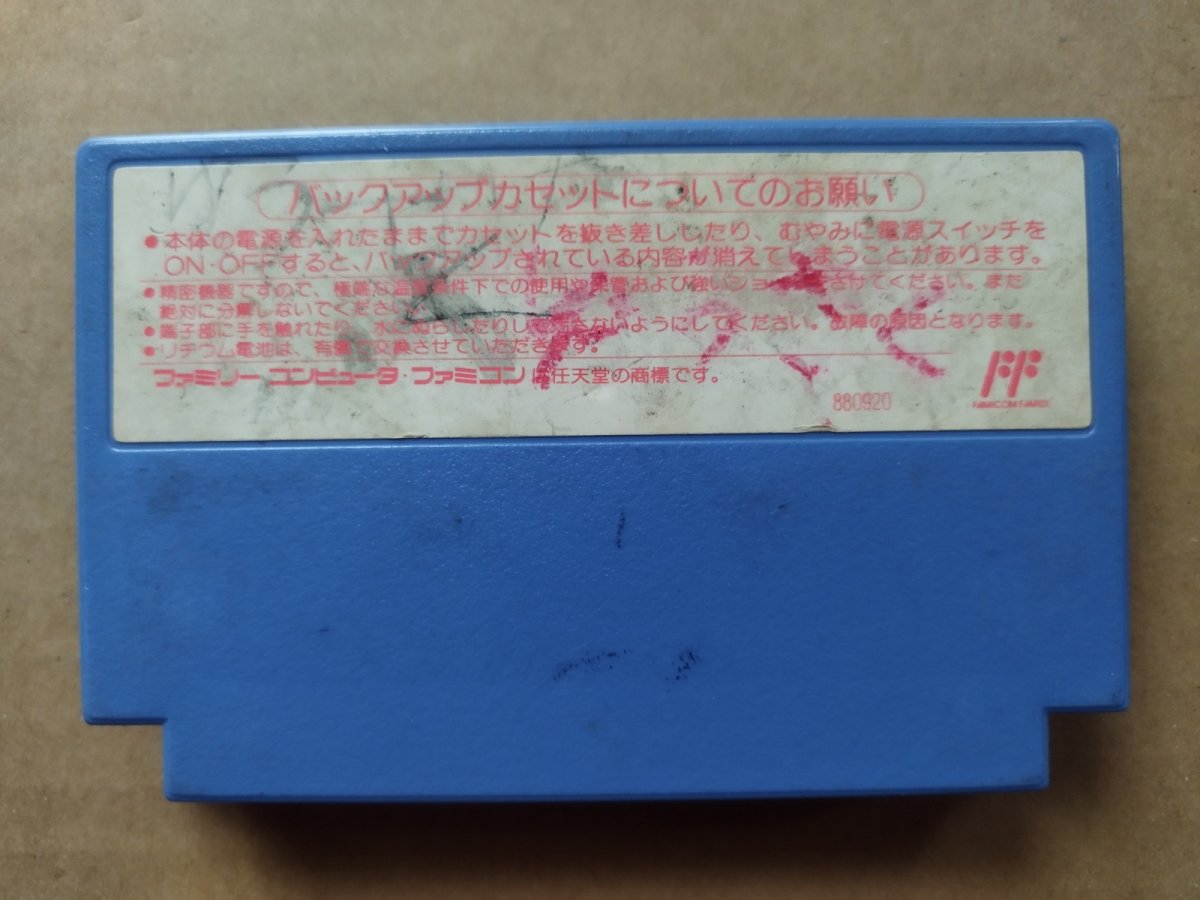 バックアップカセットについてのお願い
●本体の電源を入れたままでカセットを抜き差ししたり、むやみに電源スイッチを
ON・OFFすると、バックアップされている内容が消えてしまうことがあります。
●精密機器ですので、極端な温度条件下での使用や保管および強いショックをさけてください。また
絶対に分解しないでください。
●端子部に手を触れたり、水にぬらしたりして汚さないようにしてください。故障の原因となります。
●リチウム電池は、有償で交換させていただきます。
ファミリーコンピュータ・ファミコンは任天堂の商標です。
880920
FF
FAMICOM FAMILY